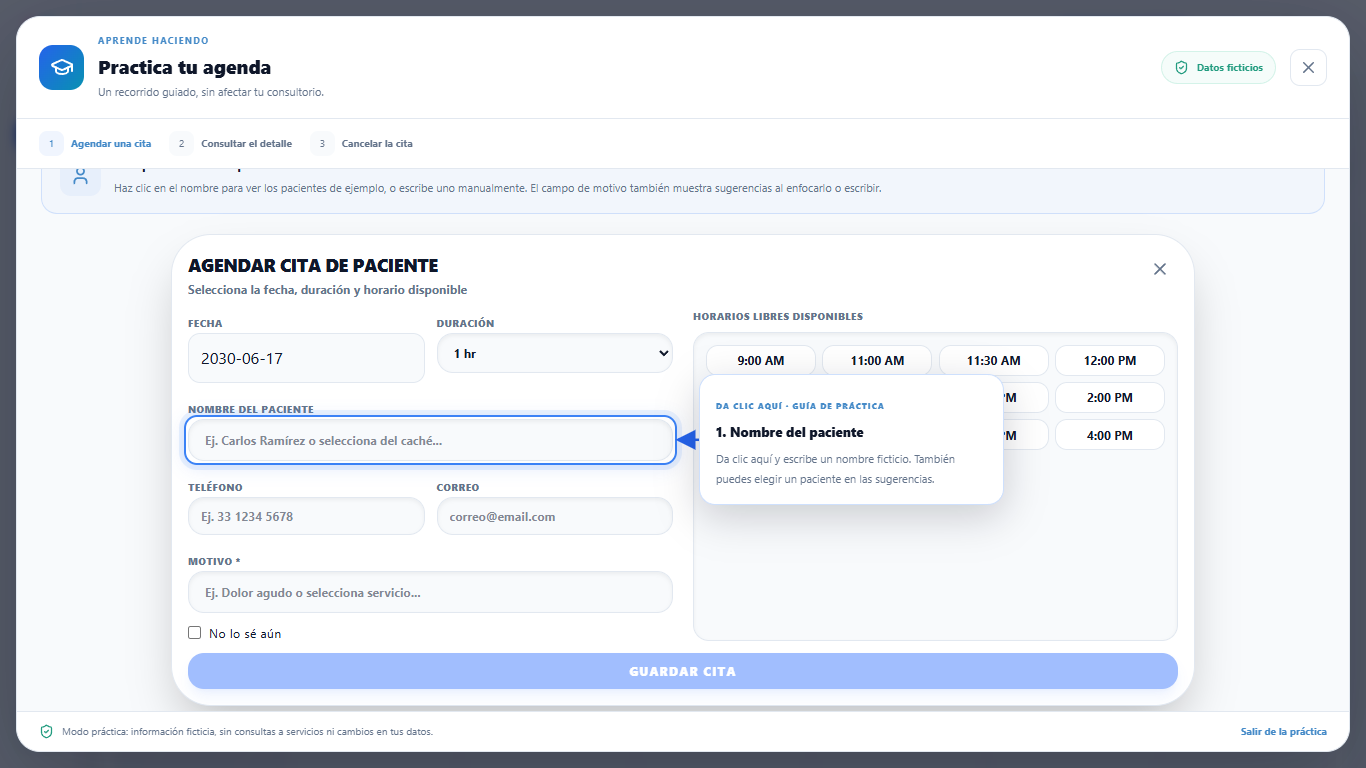 APRENDE HACIENDO
Practica tu agenda
Un recorrido guiado, sin afectar tu consultorio.
Datos ficticios
1 Agendar una cita 2 Consultar el detalle 3 Cancelar la cita
Haz clic en el nombre para ver los pacientes de ejemplo, o escribe uno manualmente. El campo de motivo también muestra sugerencias al enfocarlo o escribir.
AGENDAR CITA DE PACIENTE
Selecciona la fecha, duración y horario disponible
FECHA
2030-06-17
DURACIÓN
1 hr
NOMBRE DEL PACIENTE
Ej. Carlos Ramírez o selecciona del caché...
TELÉFONO
Ej. 33 1234 5678
CORREO
correo@email.com
MOTIVO *
Ej. Dolor agudo o selecciona servicio...
No lo sé aún
HORARIOS LIBRES DISPONIBLES
9:00 AM 11:00 AM 11:30 AM 12:00 PM
2:00 PM
4:00 PM
DA CLIC AQUÍ · GUÍA DE PRÁCTICA
1. Nombre del paciente
Da clic aquí y escribe un nombre ficticio. También
puedes elegir un paciente en las sugerencias.
GUARDAR CITA
Modo práctica: información ficticia, sin consultas a servicios ni cambios en tus datos.
Salir de la práctica